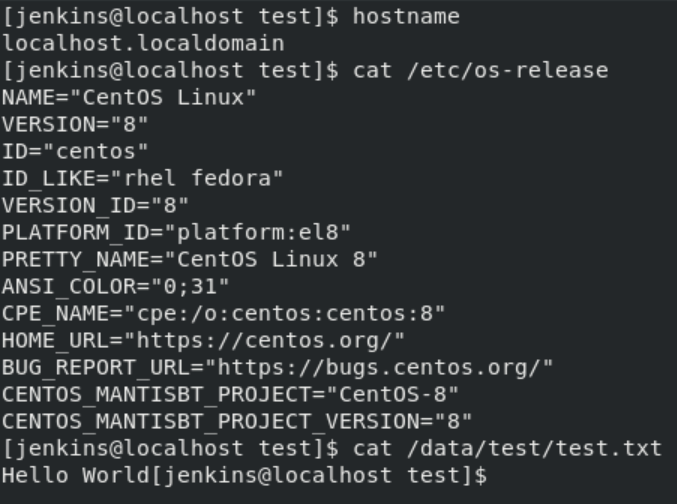 [jenkins@localhost test]$ hostname
localhost.localdomain
[jenkins@localhost test]$ cat /etc/os-release
NAME="CentOS Linux"
VERSION="8"
ID="centos"
ID_LIKE="rhel fedora"
VERSION_ID="8"
PLATFORM_ID="platform:el8"
PRETTY_NAME="CentOS Linux 8"
ANSI_COLOR="0;31"
CPE_NAME="cpe:/o:centos:centos:8"
HOME_URL="https://centos.org/"
BUG_REPORT_URL="https://bugs.centos.org/"
CENTOS_MANTISBT_PROJECT="CentOS-8"
CENTOS_MANTISBT_PROJECT_VERSION="8"
[jenkins@localhost test]$ cat /data/test/test.txt
Hello World[jenkins@localhost test]$